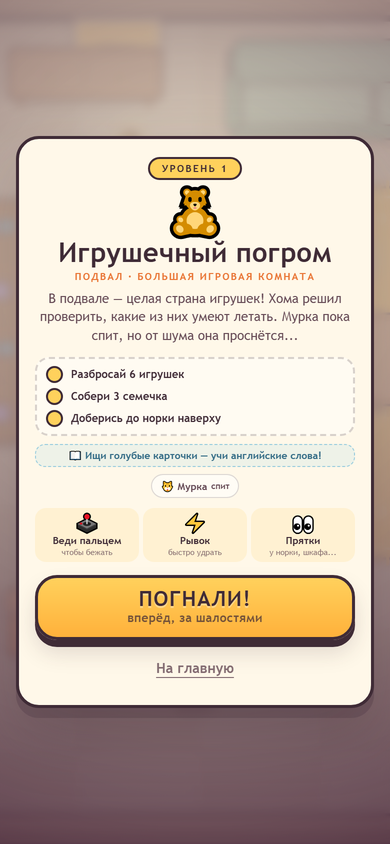 УРОВЕНЬ 1
Игрушечный погром
ПОДВАЛ · БОЛЬШАЯ ИГРОВАЯ КОМНАТА
В подвале — целая страна игрушек! Хома решил
проверить, какие из них умеют летать. Мурка пока
спит, но от шума она проснётся...
Разбросай 6 игрушек
Собери 3 семечка
Доберись до норки наверху
Ищи голубые карточки — учи английские слова!
Мурка спит
Веди пальцем
чтобы бежать
Рывок
быстро удрать
Прятки
у норки, шкафа...
ПОГНАЛИ!
вперёд, за шалостями
На главную